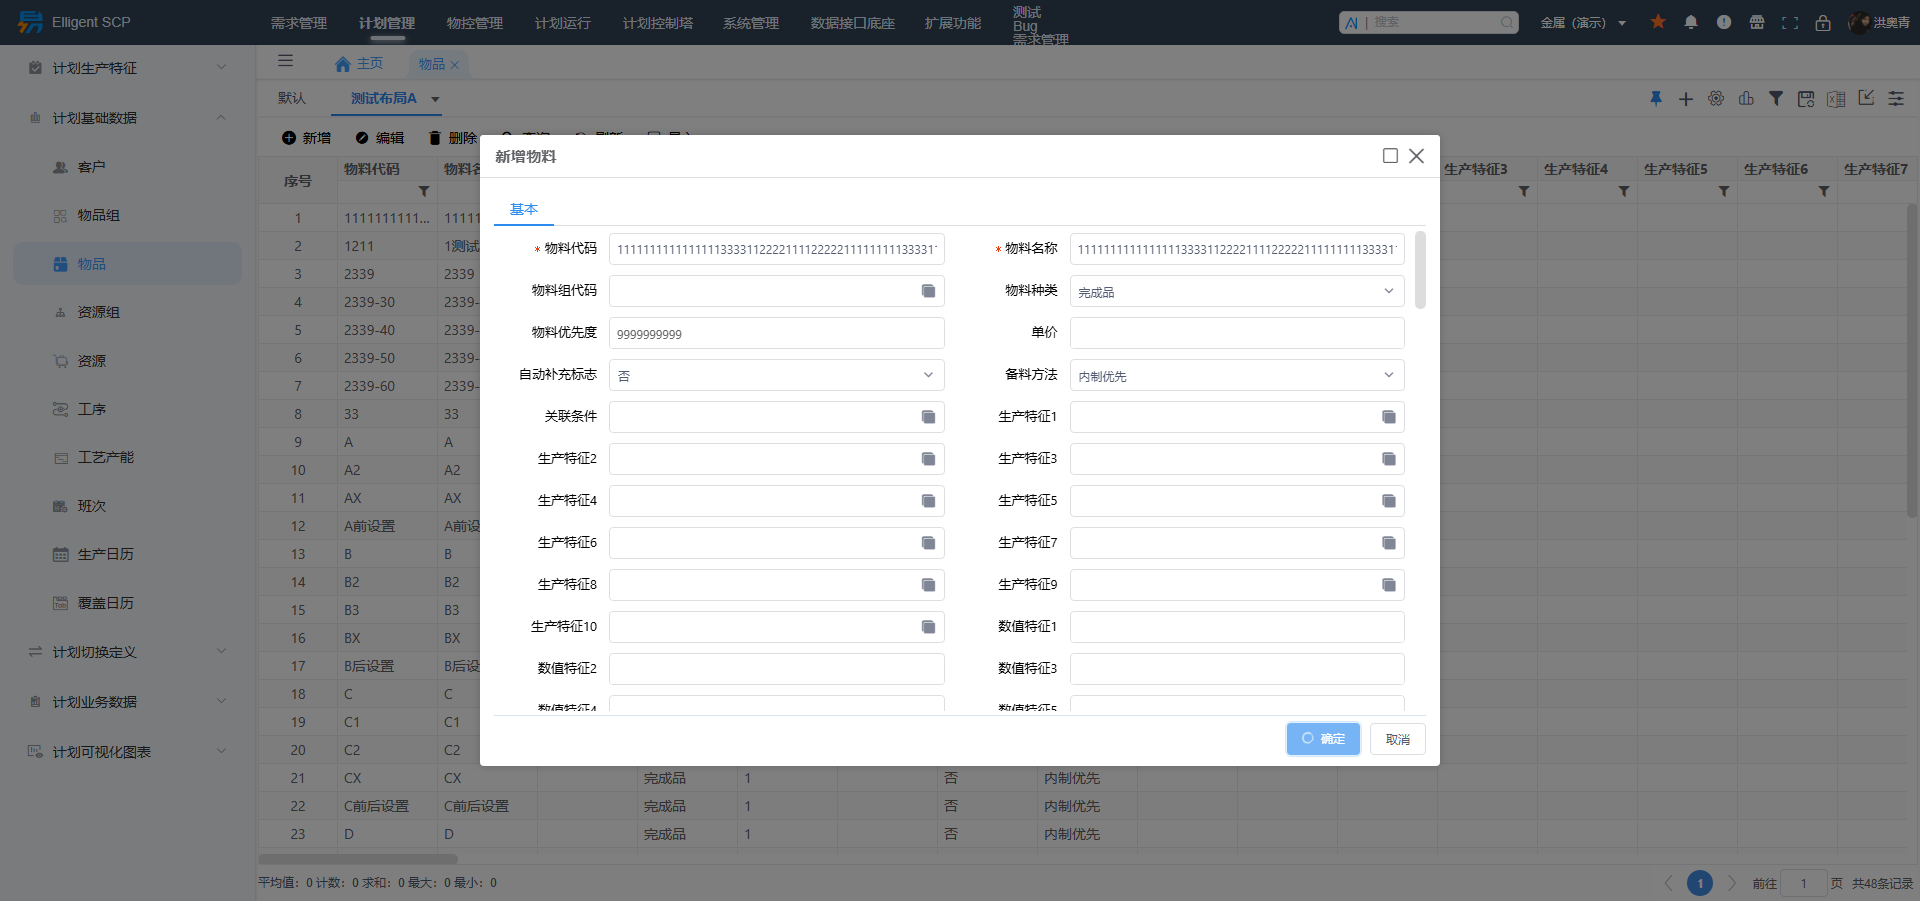 Elligent SCP
需求管理 计划管理 物控管理 计划运行 计划控制塔 系统管理 数据接口底座 扩展功能
测试
Bug
需求管理
AI | 搜索
金属（演示）
洪奥青
计划生产特征
计划基础数据
客户
物品组
物品
资源组
资源
工序
工艺产能
班次
生产日历
覆盖日历
计划切换定义
计划业务数据
计划可视化图表
主页 物品
默认 测试布局A
新增 编辑 删除
序号 物料代码
生产特征3 生产特征4 生产特征5 生产特征6 生产特征7
1 1111111111... 11111
2 1211 1测试
3 2339 2339
4 2339-30 2339-
5 2339-40 2339-
6 2339-50 2339-
7 2339-60 2339-
8 33 33
9 A A
10 A2 A2
11 AX AX
12 A前设置 A前设
13 B B
14 B2 B2
15 B3 B3
16 BX BX
17 B后设置 B后设
18 C C
19 C1 C1
20 C2 C2
21 CX CX 完成品 1 否 内制优先
22 C前后设置 C前后设置 完成品 1 否 内制优先
23 D D 完成品 1 否 内制优先
平均值：0 计数：0 求和：0 最大：0 最小：0
1 前往 1 页 共48条记录
新增物料
基本
* 物料代码
* 物料名称
物料组代码
物料种类 完成品
物料优先度 9999999999
单价
自动补充标志 否
备料方法 内制优先
关联条件
生产特征1
生产特征2
生产特征3
生产特征4
生产特征5
生产特征6
生产特征7
生产特征8
生产特征9
生产特征10
数值特征1
数值特征2
数值特征3
数值特征4
数值特征5
确定 取消